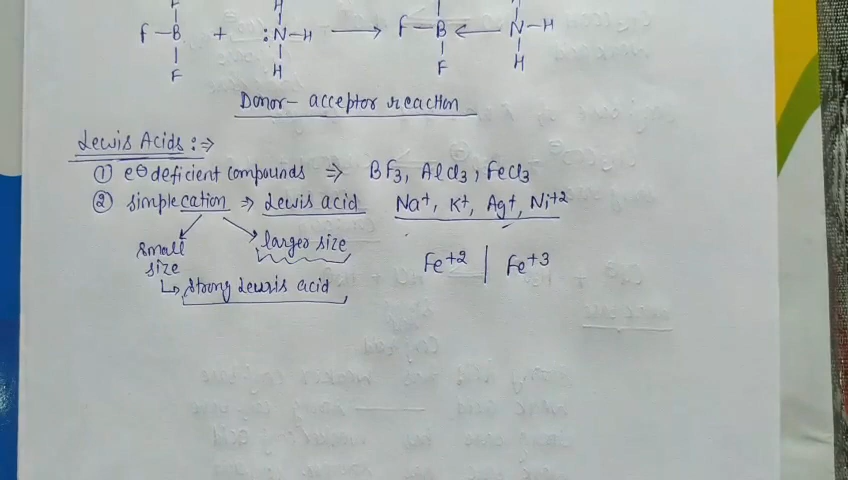 F F H H
F-B + :N-H → F-B ← N-H
F H F H
Donor- acceptor reaction
Lewis Acids :⇒
① e⊖ deficient compounds ⇒ BF3, AlCl3, FeCl3
② simple cation ⇒ Lewis acid Na+, K+, Ag+, Ni+2
small size larger size
Fe+2 | Fe+3
↳ strong Lewis acid